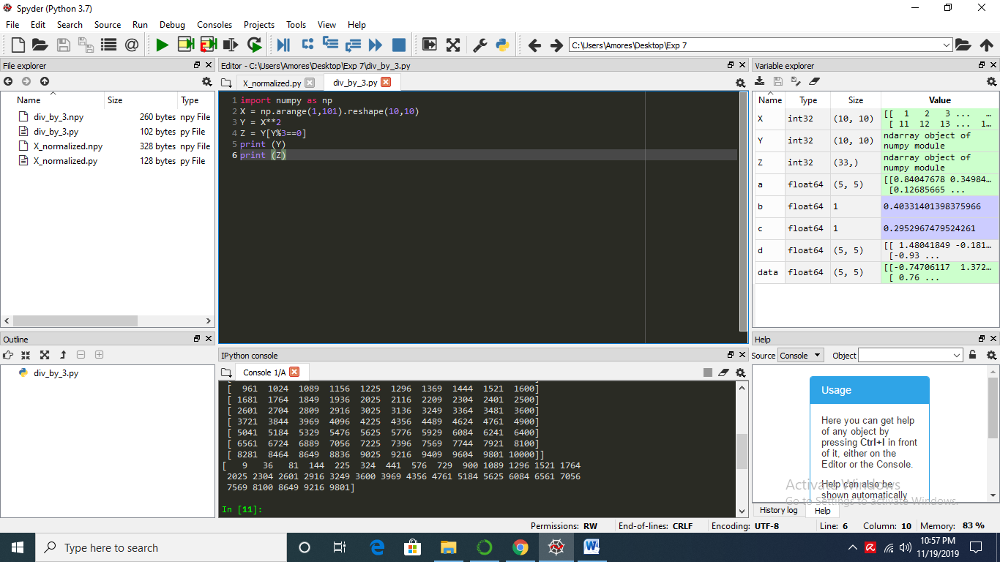 Spyder (Python 3.7)
File Edit Search Source Run Debug Consoles Projects Tools View Help
C:\Users\Amores\Desktop\Exp 7
File explorer
Name Size Type
div_by_3.npy 260 bytes npy File
div_by_3.py 102 bytes py File
X_normalized.npy 328 bytes npy File
X_normalized.py 128 bytes py File
Outline
div_by_3.py
Editor - C:\Users\Amores\Desktop\Exp 7\div_by_3.py
X_normalized.py div_by_3.py
1 import numpy as np
2 X = np.arange(1,101).reshape(10,10)
3 Y = X**2
4 Z = Y[Y%3==0]
5 print (Y)
6 print (Z)
IPython console
Console 1/A
[ 961 1024 1089 1156 1225 1296 1369 1444 1521 1600]
[ 1681 1764 1849 1936 2025 2116 2209 2304 2401 2500]
[ 2601 2704 2809 2916 3025 3136 3249 3364 3481 3600]
[ 3721 3844 3969 4096 4225 4356 4489 4624 4761 4900]
[ 5041 5184 5329 5476 5625 5776 5929 6084 6241 6400]
[ 6561 6724 6889 7056 7225 7396 7569 7744 7921 8100]
[ 8281 8464 8649 8836 9025 9216 9409 9604 9801 10000]]
[ 9 36 81 144 225 324 441 576 729 900 1089 1296 1521 1764
2025 2304 2601 2916 3249 3600 3969 4356 4761 5184 5625 6084 6561 7056
7569 8100 8649 9216 9801]
In [11]:
Variable explorer
Name Type Size Value
X int32 (10, 10) [[ 1 2 3 ... …
[ 11 12 13 ... 1…
Y int32 (10, 10) ndarray object of
numpy module
Z int32 (33,) ndarray object of
numpy module
a float64 (5, 5) [[0.84047678 0.34984…
[0.12685665 ...
b float64 1 0.40331401398375966
c float64 1 0.2952967479524261
d float64 (5, 5) [[ 1.48041849 -0.181…
[-0.93 ...
data float64 (5, 5) [[-0.74706117 1.372…
[ 0.76 ...
Help
Source Console Object
Usage
Here you can get help
of any object by
pressing Ctrl+I in front
of it, either on the
Editor or the Console.
Help can also be
shown automatically
Activate Windows
Go to Settings to activate Windows.
History log Help
Permissions: RW End-of-lines: CRLF Encoding: UTF-8 Line: 6 Column: 10 Memory: 83 %
Type here to search
10:57 PM
11/19/2019